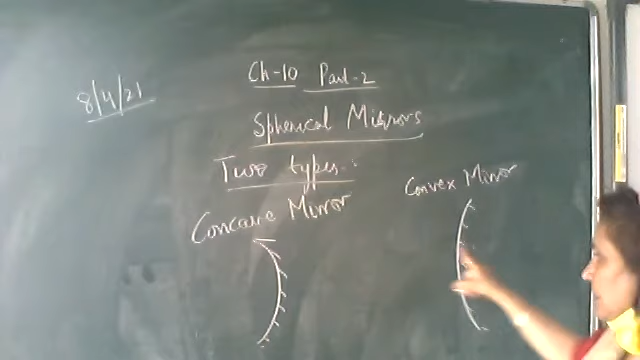 8/4/21
Ch-10 Part-2
Spherical Mirrors
Two types:
Concave Mirror
Convex Mirror